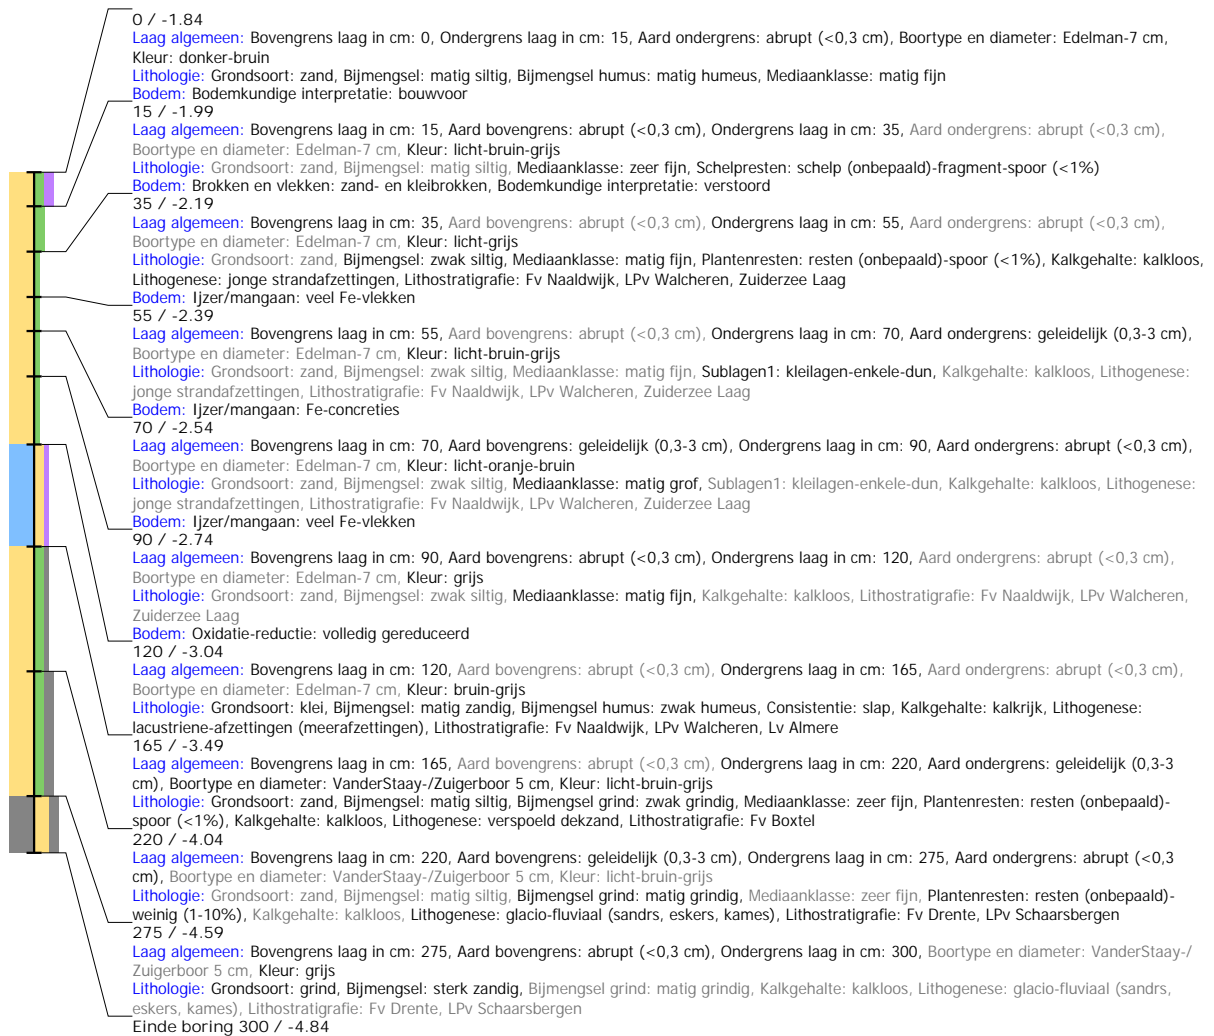 0 / -1.84
Laag algemeen: Bovengrens laag in cm: 0, Ondergrens laag in cm: 15, Aard ondergrens: abrupt (<0,3 cm), Boortype en diameter: Edelman-7 cm,
Kleur: donker-bruin
Lithologie: Grondsoort: zand, Bijmengsel: matig siltig, Bijmengsel humus: matig humeus, Mediaanklasse: matig fijn
Bodem: Bodemkundige interpretatie: bouwvoor
15 / -1.99
Laag algemeen: Bovengrens laag in cm: 15, Aard bovengrens: abrupt (<0,3 cm), Ondergrens laag in cm: 35, Aard ondergrens: abrupt (<0,3 cm),
Boortype en diameter: Edelman-7 cm, Kleur: licht-bruin-grijs
Lithologie: Grondsoort: zand, Bijmengsel: matig siltig, Mediaanklasse: zeer fijn, Schelpresten: schelp (onbepaald)-fragment-spoor (<1%)
Bodem: Brokken en vlekken: zand- en kleibrokken, Bodemkundige interpretatie: verstoord
35 / -2.19
Laag algemeen: Bovengrens laag in cm: 35, Aard bovengrens: abrupt (<0,3 cm), Ondergrens laag in cm: 55, Aard ondergrens: abrupt (<0,3 cm),
Boortype en diameter: Edelman-7 cm, Kleur: licht-grijs
Lithologie: Grondsoort: zand, Bijmengsel: zwak siltig, Mediaanklasse: matig fijn, Plantenresten: resten (onbepaald)-spoor (<1%), Kalkgehalte: kalkloos,
Lithogenese: jonge strandafzettingen, Lithostratigrafie: Fv Naaldwijk, LPv Walcheren, Zuiderzee Laag
Bodem: Ijzer/mangaan: veel Fe-vlekken
55 / -2.39
Laag algemeen: Bovengrens laag in cm: 55, Aard bovengrens: abrupt (<0,3 cm), Ondergrens laag in cm: 70, Aard ondergrens: geleidelijk (0,3-3 cm),
Boortype en diameter: Edelman-7 cm, Kleur: licht-bruin-grijs
Lithologie: Grondsoort: zand, Bijmengsel: zwak siltig, Mediaanklasse: matig fijn, Sublagen1: kleilagen-enkele-dun, Kalkgehalte: kalkloos, Lithogenese:
jonge strandafzettingen, Lithostratigrafie: Fv Naaldwijk, LPv Walcheren, Zuiderzee Laag
Bodem: Ijzer/mangaan: Fe-concreties
70 / -2.54
Laag algemeen: Bovengrens laag in cm: 70, Aard bovengrens: geleidelijk (0,3-3 cm), Ondergrens laag in cm: 90, Aard ondergrens: abrupt (<0,3 cm),
Boortype en diameter: Edelman-7 cm, Kleur: licht-oranje-bruin
Lithologie: Grondsoort: zand, Bijmengsel: zwak siltig, Mediaanklasse: matig grof, Sublagen1: kleilagen-enkele-dun, Kalkgehalte: kalkloos, Lithogenese:
jonge strandafzettingen, Lithostratigrafie: Fv Naaldwijk, LPv Walcheren, Zuiderzee Laag
Bodem: Ijzer/mangaan: veel Fe-vlekken
90 / -2.74
Laag algemeen: Bovengrens laag in cm: 90, Aard bovengrens: abrupt (<0,3 cm), Ondergrens laag in cm: 120, Aard ondergrens: abrupt (<0,3 cm),
Boortype en diameter: Edelman-7 cm, Kleur: grijs
Lithologie: Grondsoort: zand, Bijmengsel: zwak siltig, Mediaanklasse: matig fijn, Kalkgehalte: kalkloos, Lithostratigrafie: Fv Naaldwijk, LPv Walcheren,
Zuiderzee Laag
Bodem: Oxidatie-reductie: volledig gereduceerd
120 / -3.04
Laag algemeen: Bovengrens laag in cm: 120, Aard bovengrens: abrupt (<0,3 cm), Ondergrens laag in cm: 165, Aard ondergrens: abrupt (<0,3 cm),
Boortype en diameter: Edelman-7 cm, Kleur: bruin-grijs
Lithologie: Grondsoort: klei, Bijmengsel: matig zandig, Bijmengsel humus: zwak humeus, Consistentie: slap, Kalkgehalte: kalkrijk, Lithogenese:
lacustriene-afzettingen (meerafzettingen), Lithostratigrafie: Fv Naaldwijk, LPv Walcheren, Lv Almere
165 / -3.49
Laag algemeen: Bovengrens laag in cm: 165, Aard bovengrens: abrupt (<0,3 cm), Ondergrens laag in cm: 220, Aard ondergrens: geleidelijk (0,3-3
cm), Boortype en diameter: VanderStaay-/Zuigerboor 5 cm, Kleur: licht-bruin-grijs
Lithologie: Grondsoort: zand, Bijmengsel: matig siltig, Bijmengsel grind: zwak grindig, Mediaanklasse: zeer fijn, Plantenresten: resten (onbepaald)-
spoor (<1%), Kalkgehalte: kalkloos, Lithogenese: verspoeld dekzand, Lithostratigrafie: Fv Boxtel
220 / -4.04
Laag algemeen: Bovengrens laag in cm: 220, Aard bovengrens: geleidelijk (0,3-3 cm), Ondergrens laag in cm: 275, Aard ondergrens: abrupt (<0,3
cm), Boortype en diameter: VanderStaay-/Zuigerboor 5 cm, Kleur: licht-bruin-grijs
Lithologie: Grondsoort: zand, Bijmengsel: matig siltig, Bijmengsel grind: matig grindig, Mediaanklasse: zeer fijn, Plantenresten: resten (onbepaald)-
weinig (1-10%), Kalkgehalte: kalkloos, Lithogenese: glacio-fluviaal (sandrs, eskers, kames), Lithostratigrafie: Fv Drente, LPv Schaarsbergen
275 / -4.59
Laag algemeen: Bovengrens laag in cm: 275, Aard bovengrens: abrupt (<0,3 cm), Ondergrens laag in cm: 300, Boortype en diameter: VanderStaay-/
Zuigerboor 5 cm, Kleur: grijs
Lithologie: Grondsoort: grind, Bijmengsel: sterk zandig, Bijmengsel grind: matig grindig, Kalkgehalte: kalkloos, Lithogenese: glacio-fluviaal (sandrs,
eskers, kames), Lithostratigrafie: Fv Drente, LPv Schaarsbergen
Einde boring 300 / -4.84